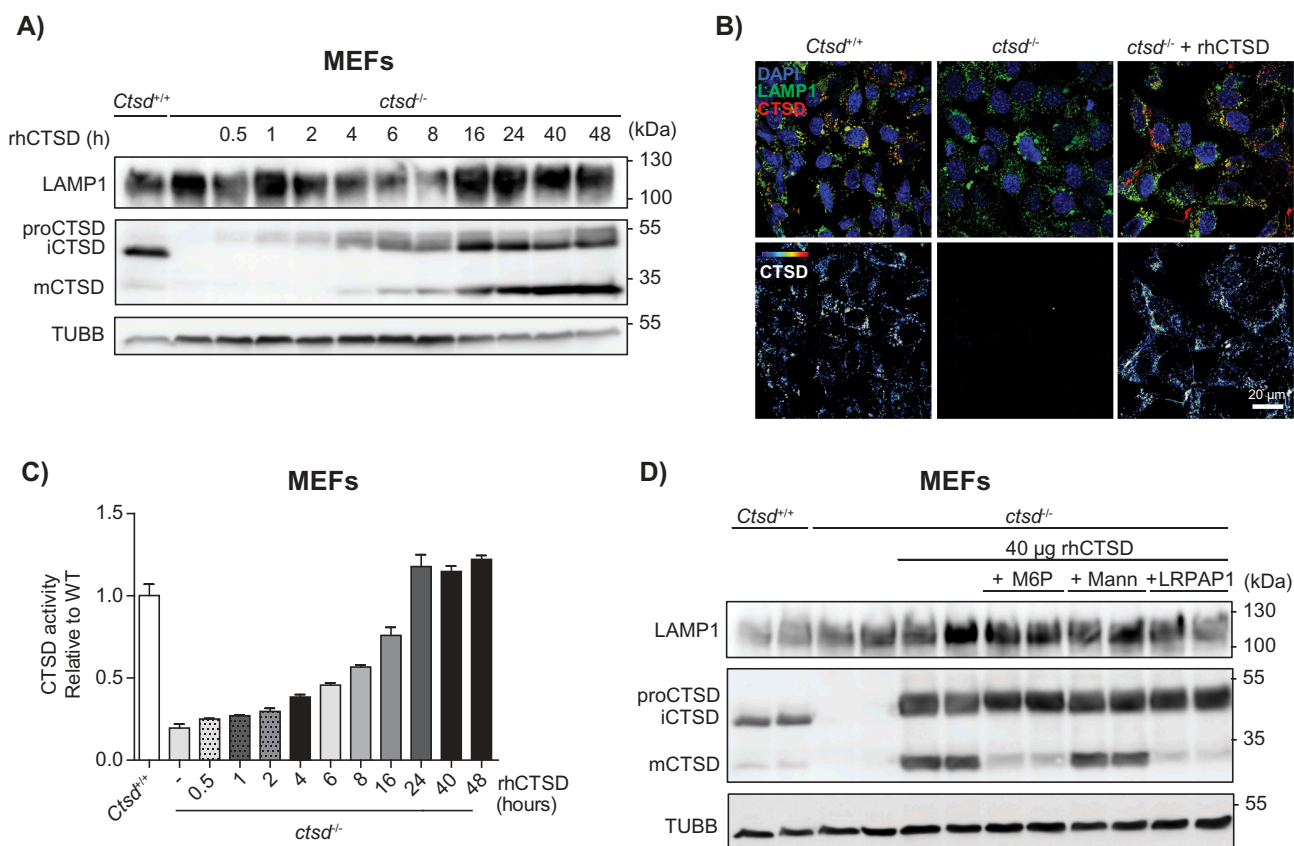 A)
MEFs
Ctsd+/+ ctsd-/-
rhCTSD (h) 0.5 1 2 4 6 8 16 24 40 48 (kDa)
LAMP1 130
100
proCTSD 55
iCTSD
35
mCTSD
TUBB 55
B)
Ctsd+/+ ctsd-/- ctsd-/- + rhCTSD
DAPI
LAMP1
CTSD
CTSD
20 µm
C)
MEFs
CTSD activity
Relative to WT
1.5
1.0
0.5
0.0
Ctsd+/+ - 0.5 1 2 4 6 8 16 24 40 48 rhCTSD
(hours)
ctsd-/-
D)
MEFs
Ctsd+/+ ctsd-/-
40 µg rhCTSD
+ M6P + Mann +LRPAP1 (kDa)
LAMP1 130
100
55
proCTSD
iCTSD
35
mCTSD
55
TUBB